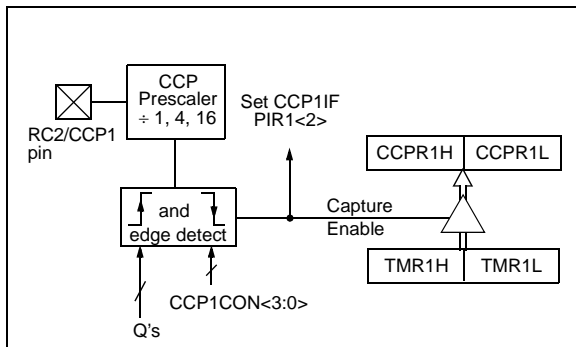 CCP
Prescaler
÷ 1, 4, 16
Set CCP1IF
PIR1<2>
RC2/CCP1
pin
CCPR1H CCPR1L
and
edge detect
Capture
Enable
TMR1H TMR1L
CCP1CON<3:0>
Q's